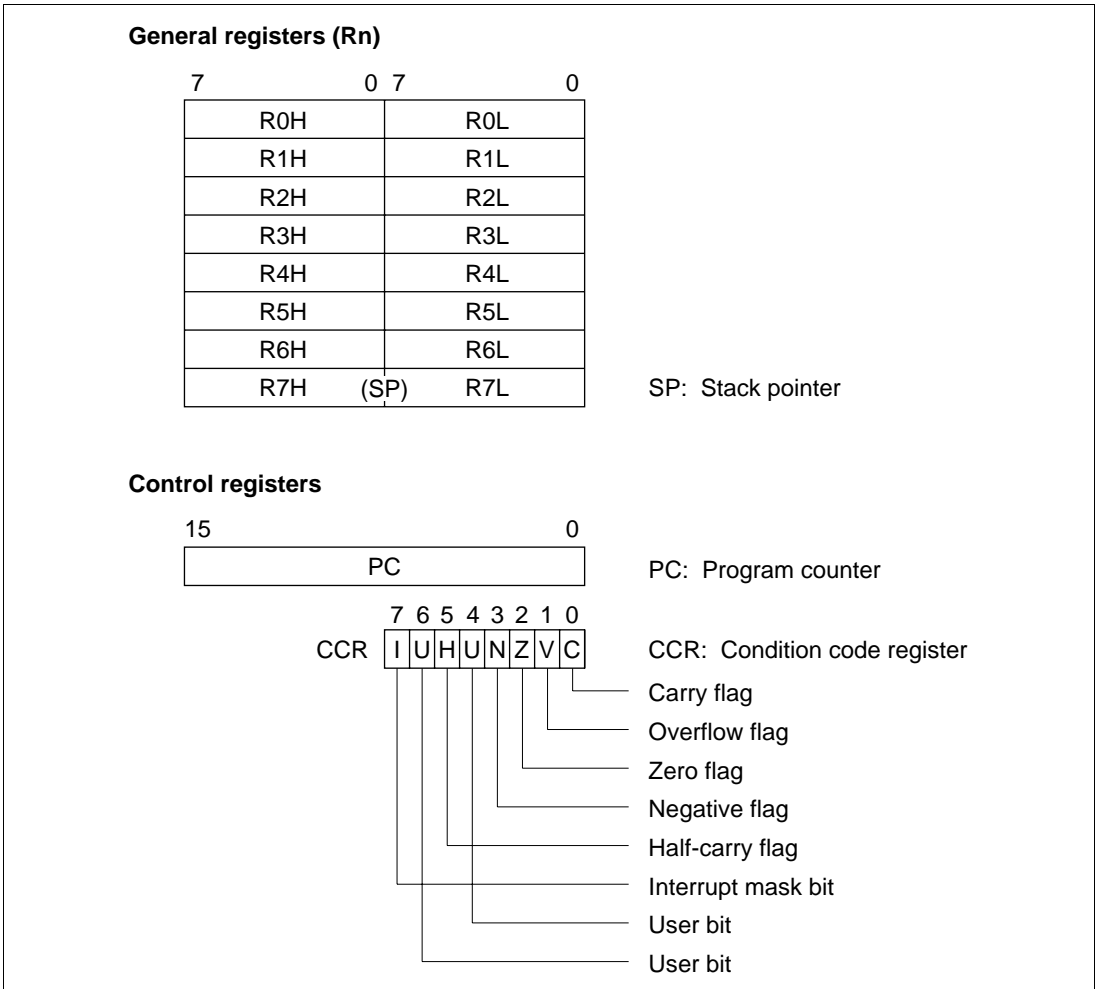 General registers (Rn)
7 0 7 0
R0H R0L
R1H R1L
R2H R2L
R3H R3L
R4H R4L
R5H R5L
R6H R6L
R7H (SP) R7L SP: Stack pointer
Control registers
15 0
PC PC: Program counter
7 6 5 4 3 2 1 0
CCR I U H U N Z V C CCR: Condition code register
Carry flag
Overflow flag
Zero flag
Negative flag
Half-carry flag
Interrupt mask bit
User bit
User bit